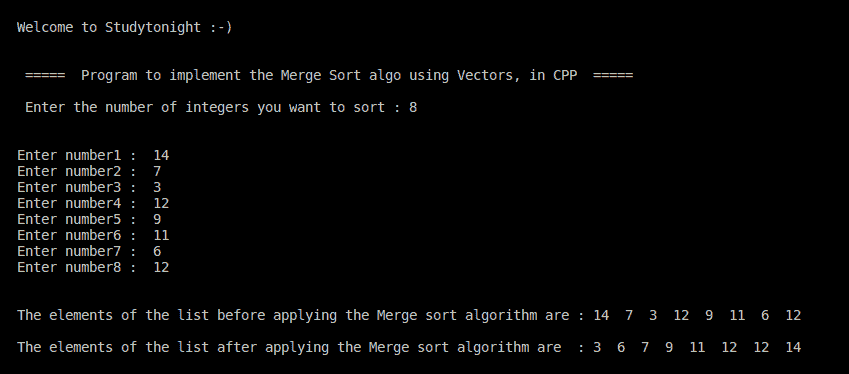 Welcome to Studytonight :-)
===== Program to implement the Merge Sort algo using Vectors, in CPP =====
Enter the number of integers you want to sort : 8
Enter number1 : 14
Enter number2 : 7
Enter number3 : 3
Enter number4 : 12
Enter number5 : 9
Enter number6 : 11
Enter number7 : 6
Enter number8 : 12
The elements of the list before applying the Merge sort algorithm are : 14 7 3 12 9 11 6 12
The elements of the list after applying the Merge sort algorithm are : 3 6 7 9 11 12 12 14